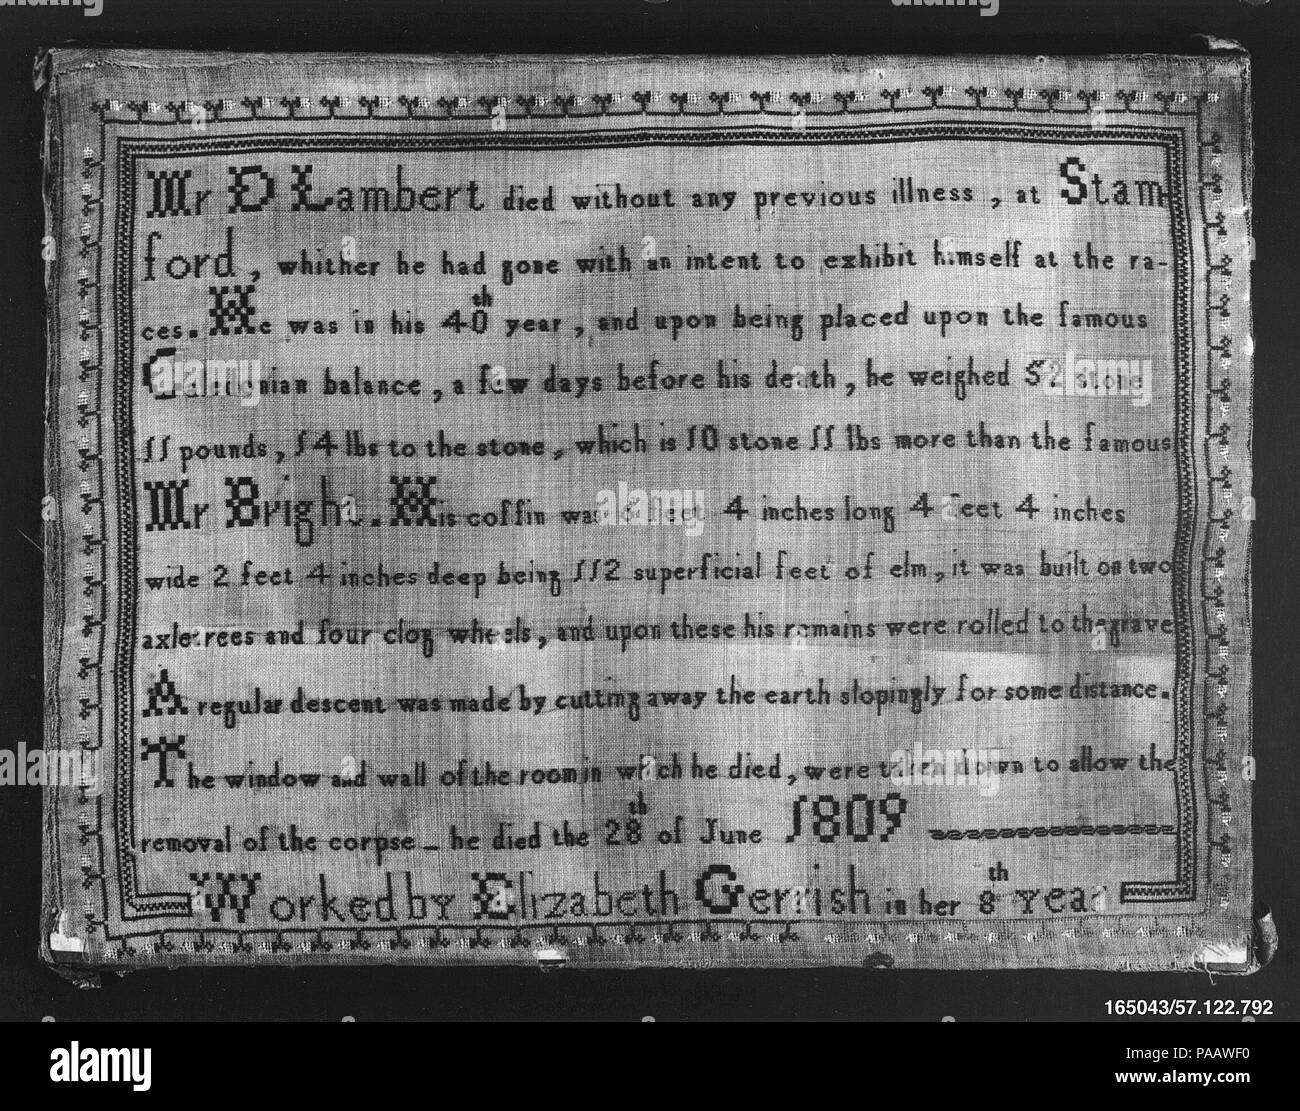 Mr D Lambert died without any previous illness, at Stam
ford, whither he had gone with an intent to exhibit himself at the ra-
ces. He was in his 40th year, and upon being placed upon the famous
Caledonian balance, a few days before his death, he weighed 52 stone
11 pounds, 14 lbs to the stone, which is 10 stone 11 lbs more than the famous
Mr Bright. His coffin was 6 feet 4 inches long 4 feet 4 inches
wide 2 feet 4 inches deep being 112 superficial feet of elm, it was built on two
axletrees and four clog wheels, and upon these his remains were rolled to the grave
A regular descent was made by cutting away the earth slopingly for some distance.
The window and wall of the room in which he died, were taken down to allow the
removal of the corpse_ he died the 28th of June 1809
Worked by Elizabeth Gerrish in her 8th Year
165043/57.122.792
alamy
Image ID: PAAWF0
www.alamy.com